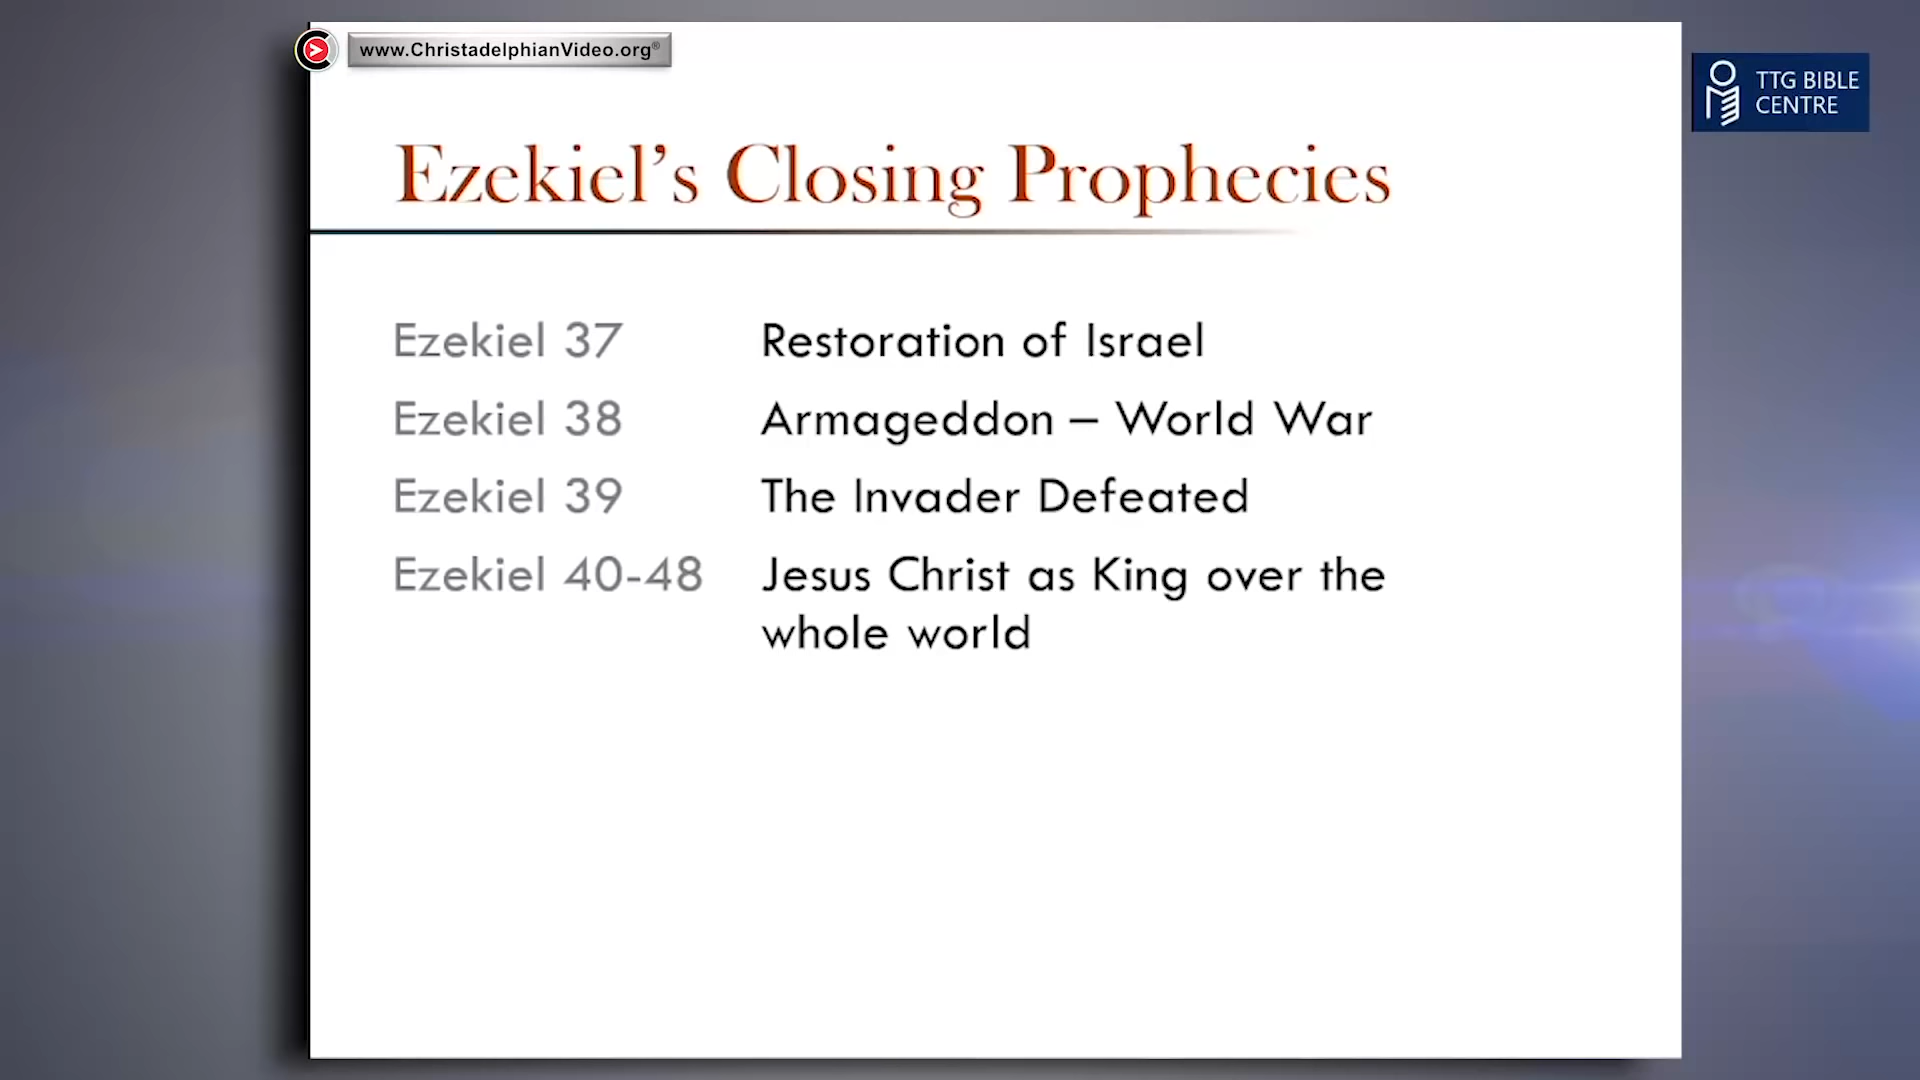 www.ChristadelphianVideo.org®
TTG BIBLE
CENTRE
Ezekiel’s Closing Prophecies
Ezekiel 37 Restoration of Israel
Ezekiel 38 Armageddon – World War
Ezekiel 39 The Invader Defeated
Ezekiel 40-48 Jesus Christ as King over the
whole world